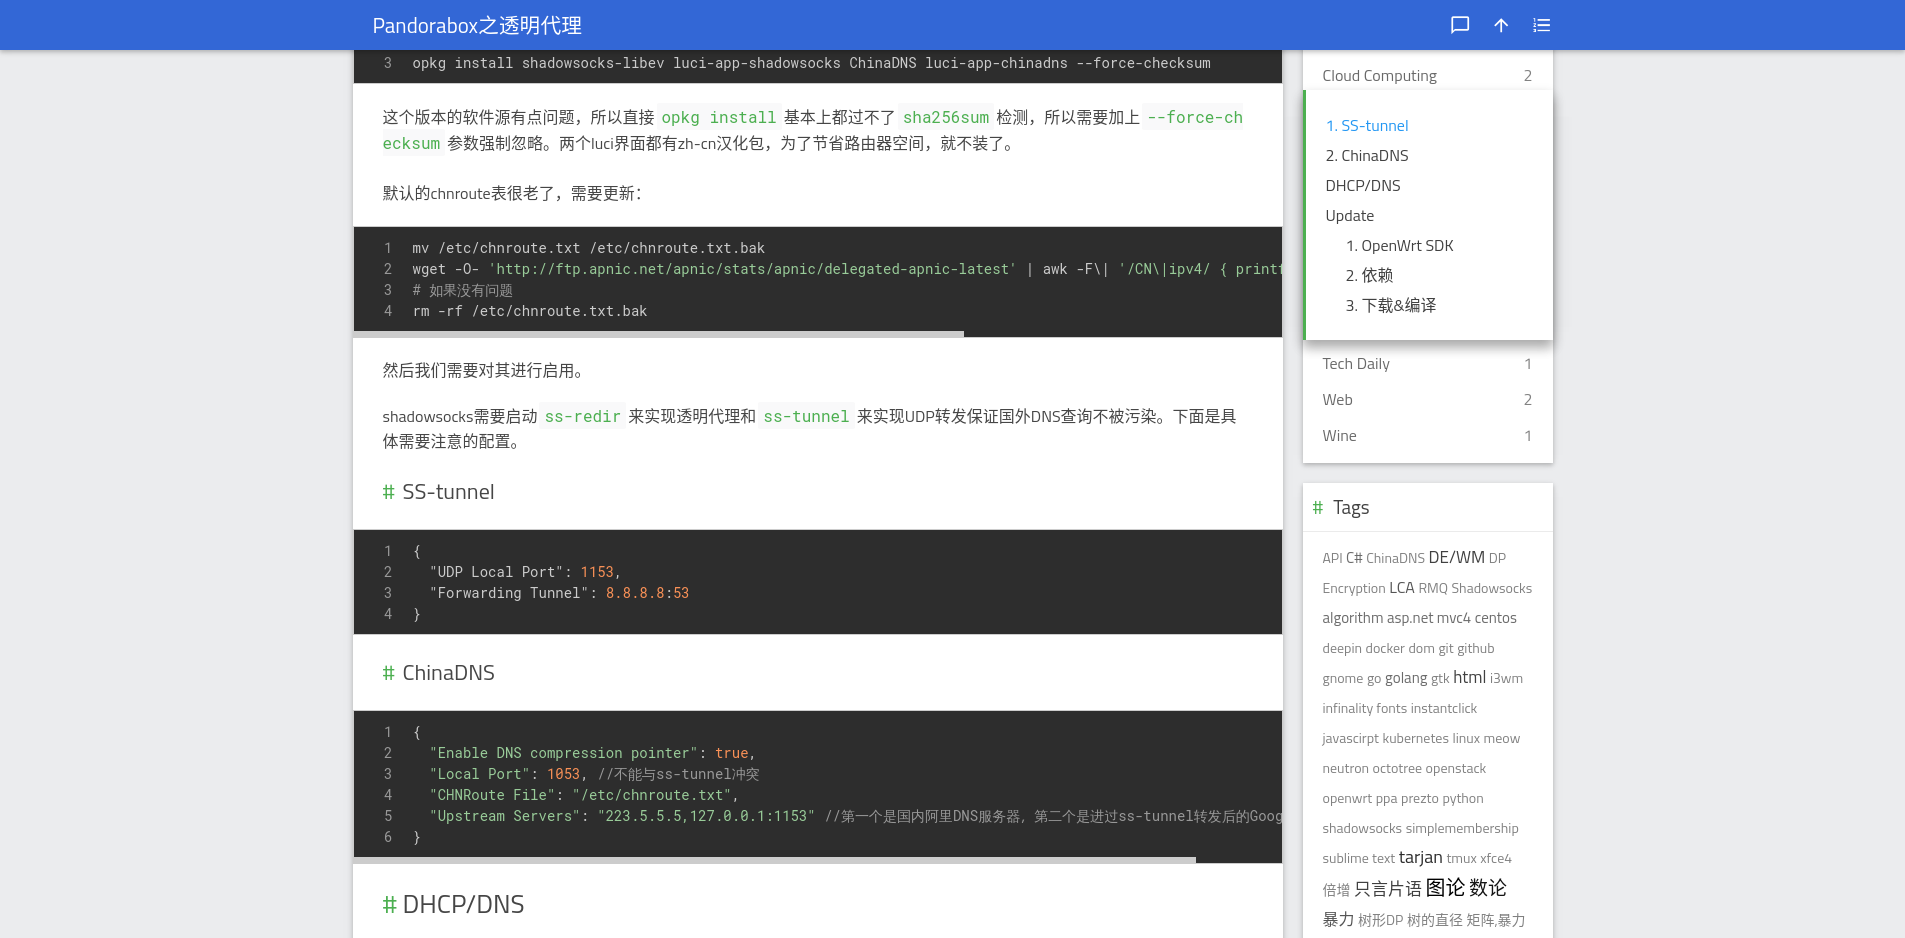 Pandorabox之透明代理
3 opkg install shadowsocks-libev luci-app-shadowsocks ChinaDNS luci-app-chinadns --force-checksum
这个版本的软件源有点问题，所以直接 opkg install 基本上都过不了 sha256sum 检测，所以需要加上 --force-ch
ecksum 参数强制忽略。两个luci界面都有zh-cn汉化包，为了节省路由器空间，就不装了。
默认的chnroute表很老了，需要更新：
1 mv /etc/chnroute.txt /etc/chnroute.txt.bak
2 wget -O- 'http://ftp.apnic.net/apnic/stats/apnic/delegated-apnic-latest' | awk -F\| '/CN\|ipv4/ { printf
3 # 如果没有问题
4 rm -rf /etc/chnroute.txt.bak
然后我们需要对其进行启用。
shadowsocks需要启动 ss-redir 来实现透明代理和 ss-tunnel 来实现UDP转发保证国外DNS查询不被污染。下面是具
体需要注意的配置。
# SS-tunnel
1 {
2 "UDP Local Port": 1153,
3 "Forwarding Tunnel": 8.8.8.8:53
4 }
# ChinaDNS
1 {
2 "Enable DNS compression pointer": true,
3 "Local Port": 1053, //不能与ss-tunnel冲突
4 "CHNRoute File": "/etc/chnroute.txt",
5 "Upstream Servers": "223.5.5.5,127.0.0.1:1153" //第一个是国内阿里DNS服务器，第二个是进过ss-tunnel转发后的Goog
6 }
# DHCP/DNS
Cloud Computing 2
1. SS-tunnel
2. ChinaDNS
DHCP/DNS
Update
1. OpenWrt SDK
2. 依赖
3. 下载&编译
Tech Daily 1
Web 2
Wine 1
# Tags
API C# ChinaDNS DE/WM DP
Encryption LCA RMQ Shadowsocks
algorithm asp.net mvc4 centos
deepin docker dom git github
gnome go golang gtk html i3wm
infinality fonts instantclick
javascirpt kubernetes linux meow
neutron octotree openstack
openwrt ppa prezto python
shadowsocks simplemembership
sublime text tarjan tmux xfce4
倍增 只言片语 图论 数论
暴力 树形DP 树的直径 矩阵,暴力